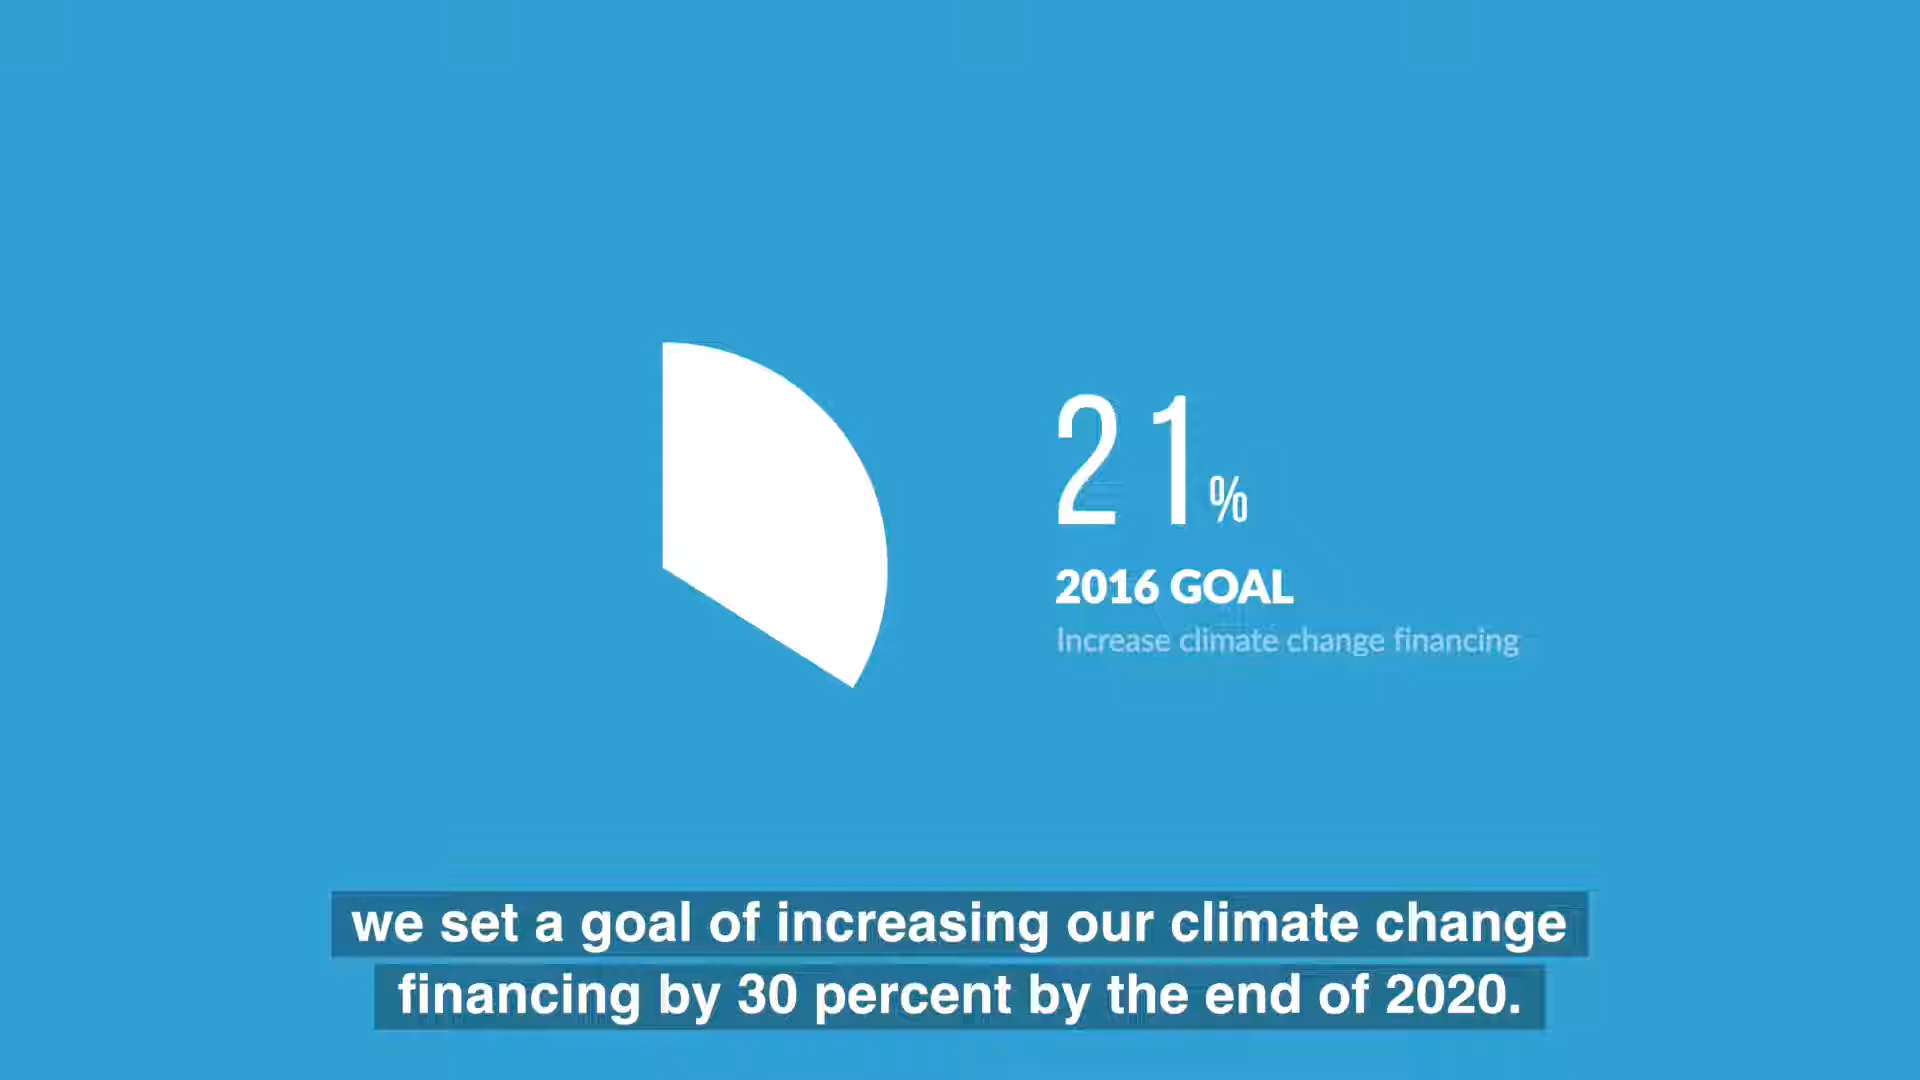 21%
2016 GOAL
Increase climate change financing
we set a goal of increasing our climate change
financing by 30 percent by the end of 2020.